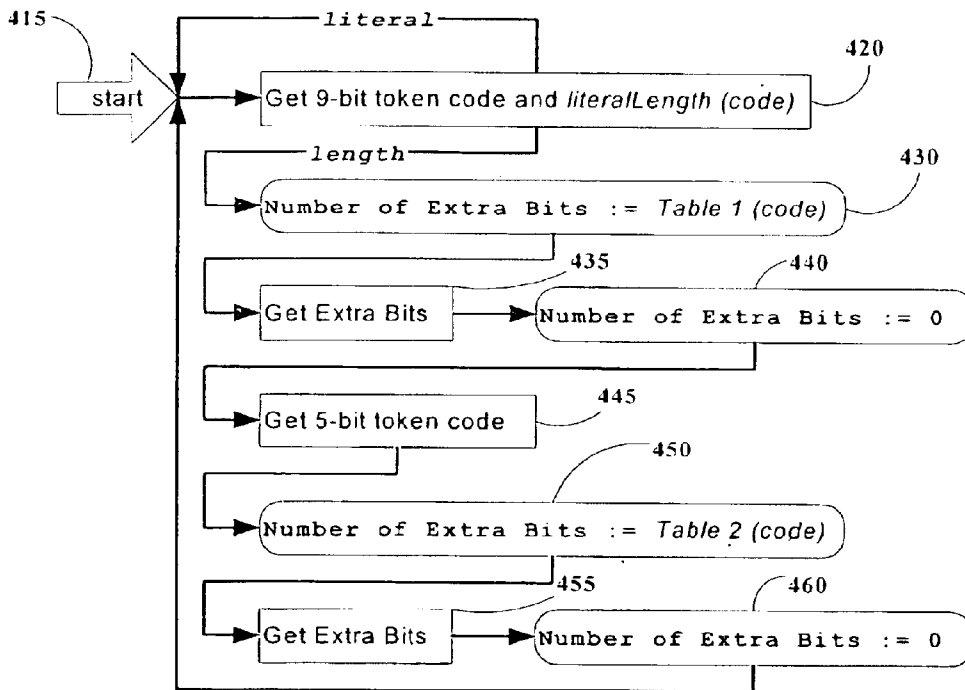 415
literal
420
start
Get 9-bit token code and literalLength (code)
length
430
Number of Extra Bits := Table 1 (code)
435
440
Get Extra Bits
Number of Extra Bits := 0
445
Get 5-bit token code
450
Number of Extra Bits := Table 2 (code)
455
460
Get Extra Bits
Number of Extra Bits := 0